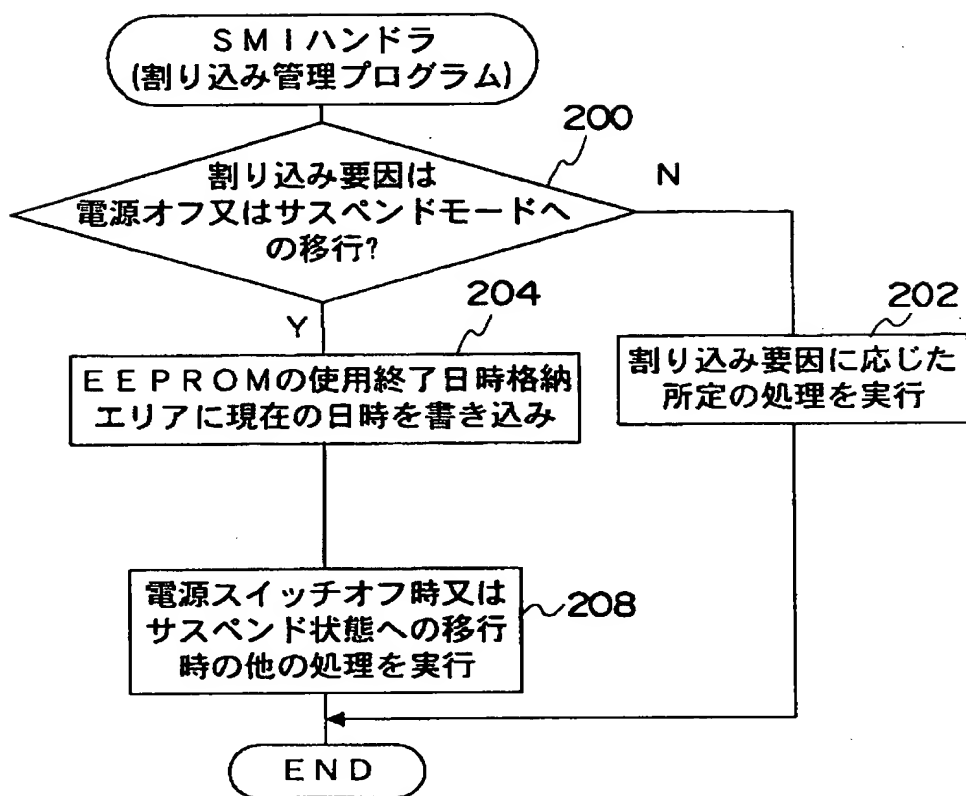 SMIハンドラ
(割り込み管理プログラム)
200
割り込み要因は
電源オフ又はサスペンドモードへ
の移行?
N
Y
204
EEPROMの使用終了日時格納
エリアに現在の日時を書き込み
202
割り込み要因に応じた
所定の処理を実行
電源スイッチオフ時又は
サスペンド状態への移行
時の他の処理を実行
208
END